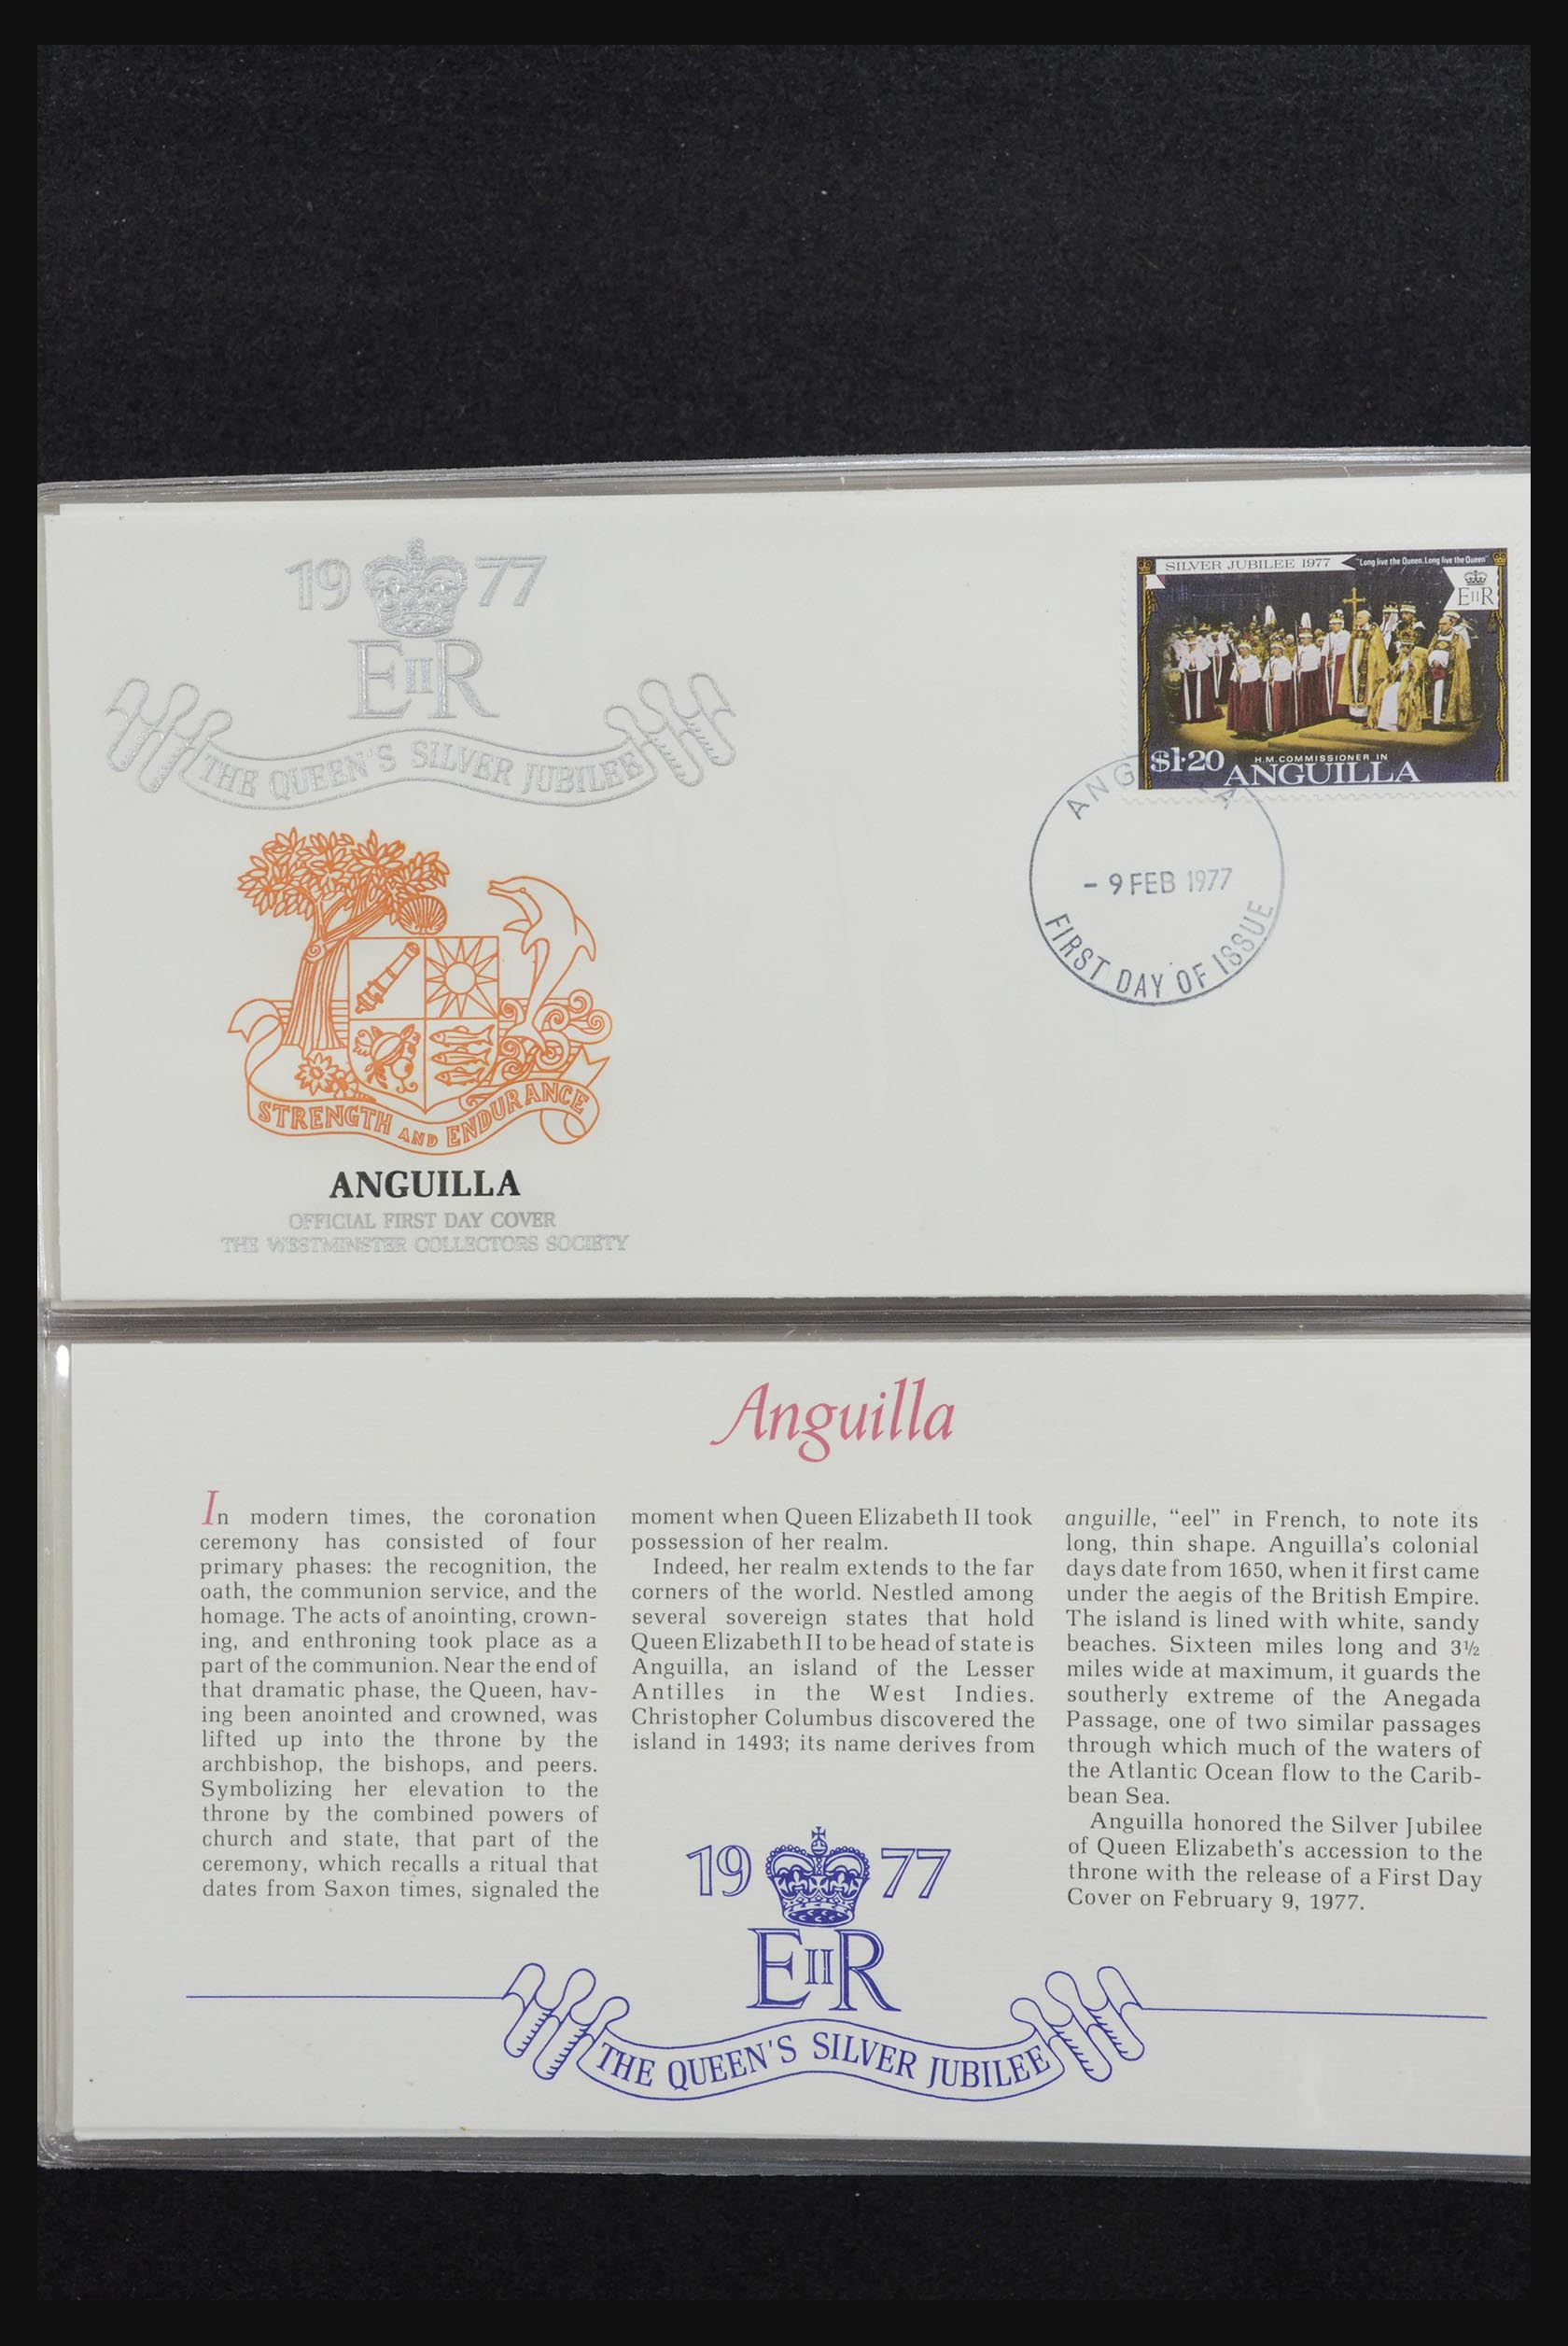 1977
EIIR
THE QUEEN'S SILVER JUBILEE
SILVER JUBILEE 1977
"Long live the Queen. Long live the Queen"
EIIR
$1·20
H.M. COMMISSIONER IN
ANGUILLA
ANG LA
- 9 FEB 1977
FIRST DAY OF ISSUE
STRENGTH AND ENDURANCE
ANGUILLA
OFFICIAL FIRST DAY COVER
THE WESTMINSTER COLLECTORS SOCIETY
Anguilla
In modern times, the coronation
ceremony has consisted of four
primary phases: the recognition, the
oath, the communion service, and the
homage. The acts of anointing, crown-
ing, and enthroning took place as a
part of the communion. Near the end of
that dramatic phase, the Queen, hav-
ing been anointed and crowned, was
lifted up into the throne by the
archbishop, the bishops, and peers.
Symbolizing her elevation to the
throne by the combined powers of
church and state, that part of the
ceremony, which recalls a ritual that
dates from Saxon times, signaled the
moment when Queen Elizabeth II took
possession of her realm.
Indeed, her realm extends to the far
corners of the world. Nestled among
several sovereign states that hold
Queen Elizabeth II to be head of state is
Anguilla, an island of the Lesser
Antilles in the West Indies.
Christopher Columbus discovered the
island in 1493; its name derives from
anguille, “eel” in French, to note its
long, thin shape. Anguilla's colonial
days date from 1650, when it first came
under the aegis of the British Empire.
The island is lined with white, sandy
beaches. Sixteen miles long and 3½
miles wide at maximum, it guards the
southerly extreme of the Anegada
Passage, one of two similar passages
through which much of the waters of
the Atlantic Ocean flow to the Carib-
bean Sea.
Anguilla honored the Silver Jubilee
of Queen Elizabeth's accession to the
throne with the release of a First Day
Cover on February 9, 1977.
1977
EIIR
THE QUEEN'S SILVER JUBILEE